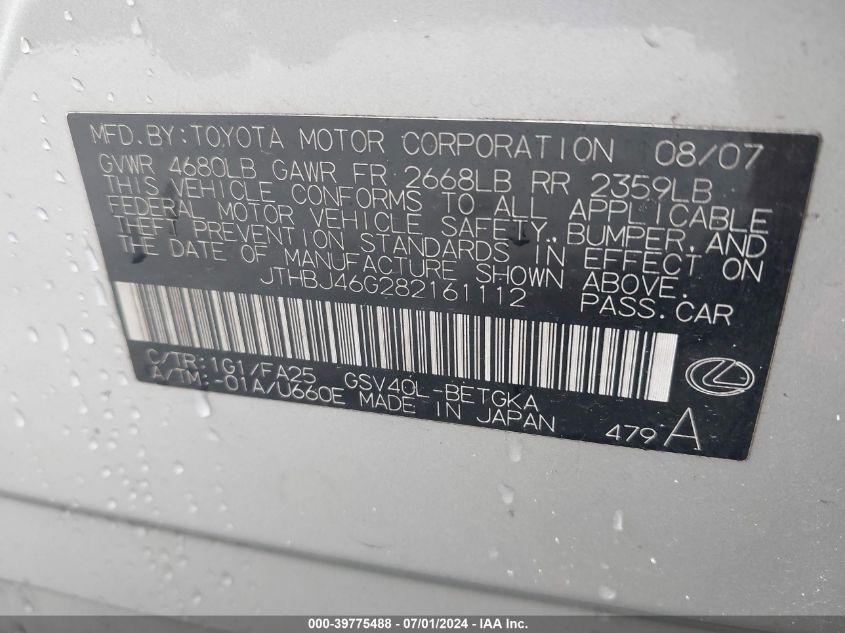 MFD. BY: TOYOTA MOTOR CORPORATION 08/07
GVWR 4680LB GAWR FR 2668LB RR 2359LB
THIS VEHICLE CONFORMS TO ALL APPLICABLE
FEDERAL MOTOR VEHICLE SAFETY, BUMPER, AND
THEFT PREVENTION STANDARDS IN EFFECT ON
THE DATE OF MANUFACTURE SHOWN ABOVE.
JTHBJ46G282161112 PASS. CAR
C/TR: 1G1/FA25 GSV40L-BETGKA
A/TM: -01A/U660E MADE IN JAPAN
479 A
000-39775488 - 07/01/2024 - IAA Inc.